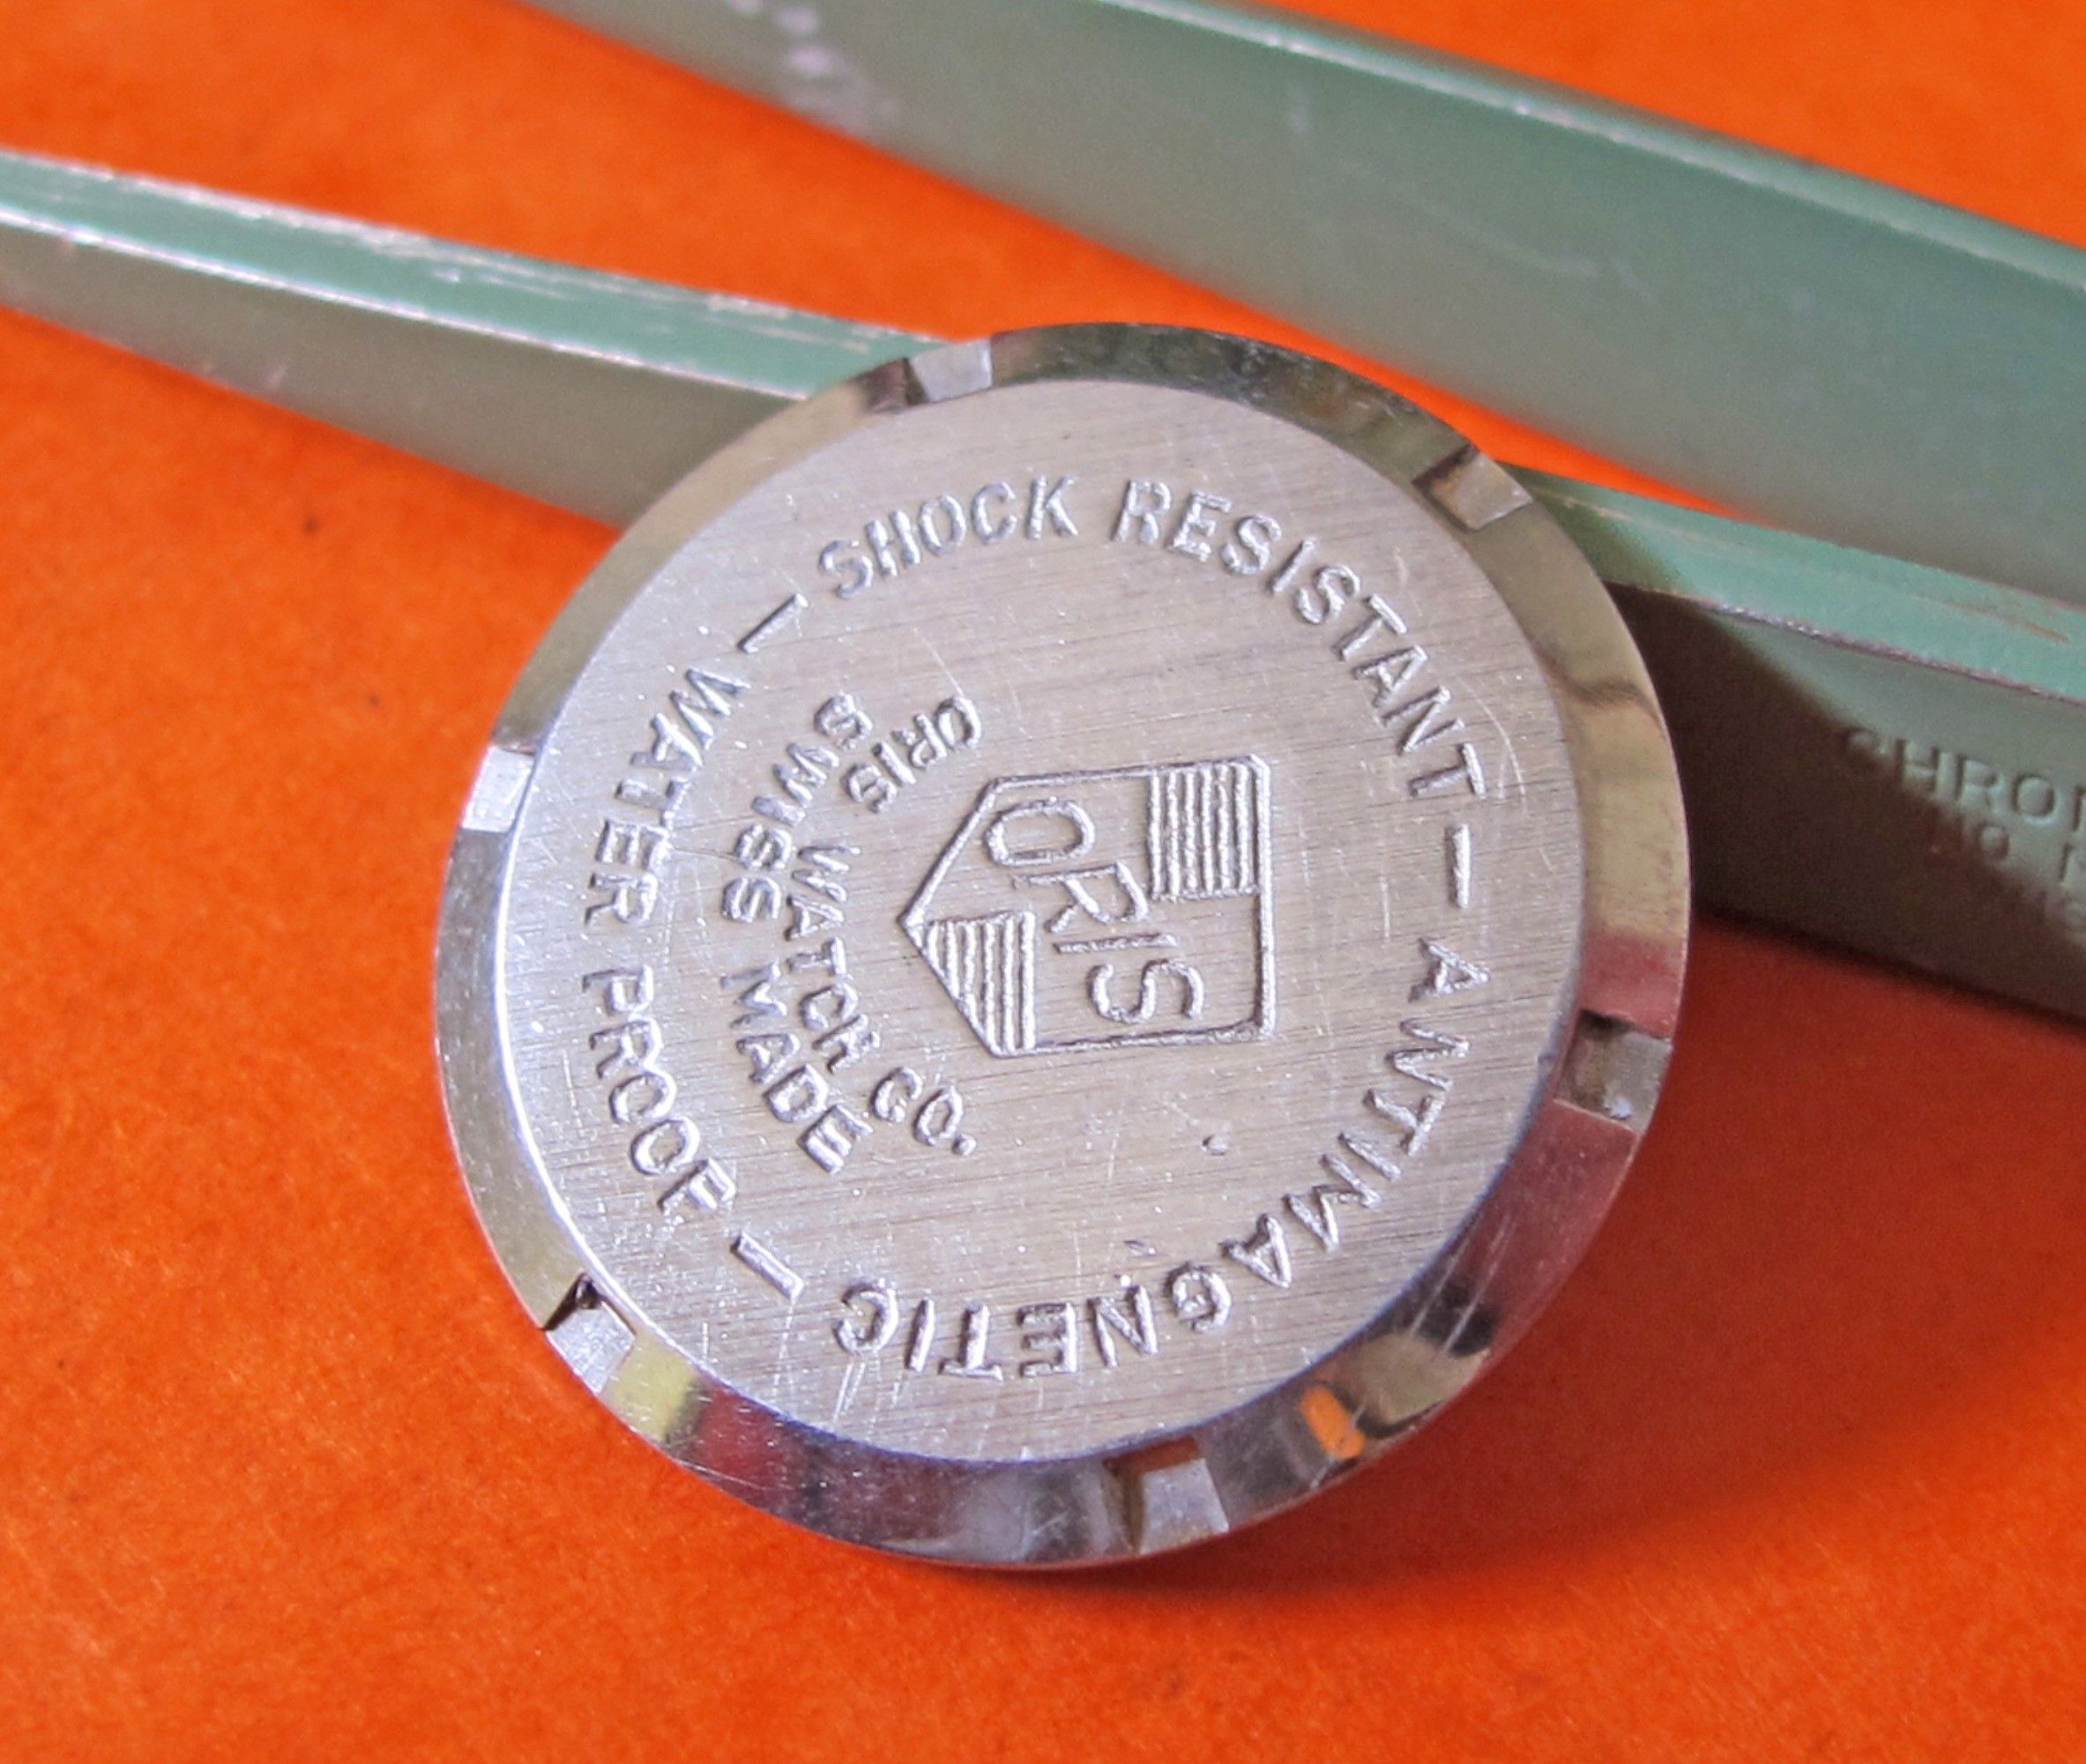 — SHOCK RESISTANT — ANTIMAGNETIC — WATER PROOF
ORIS
ORIS WATCH CO.
SWISS MADE